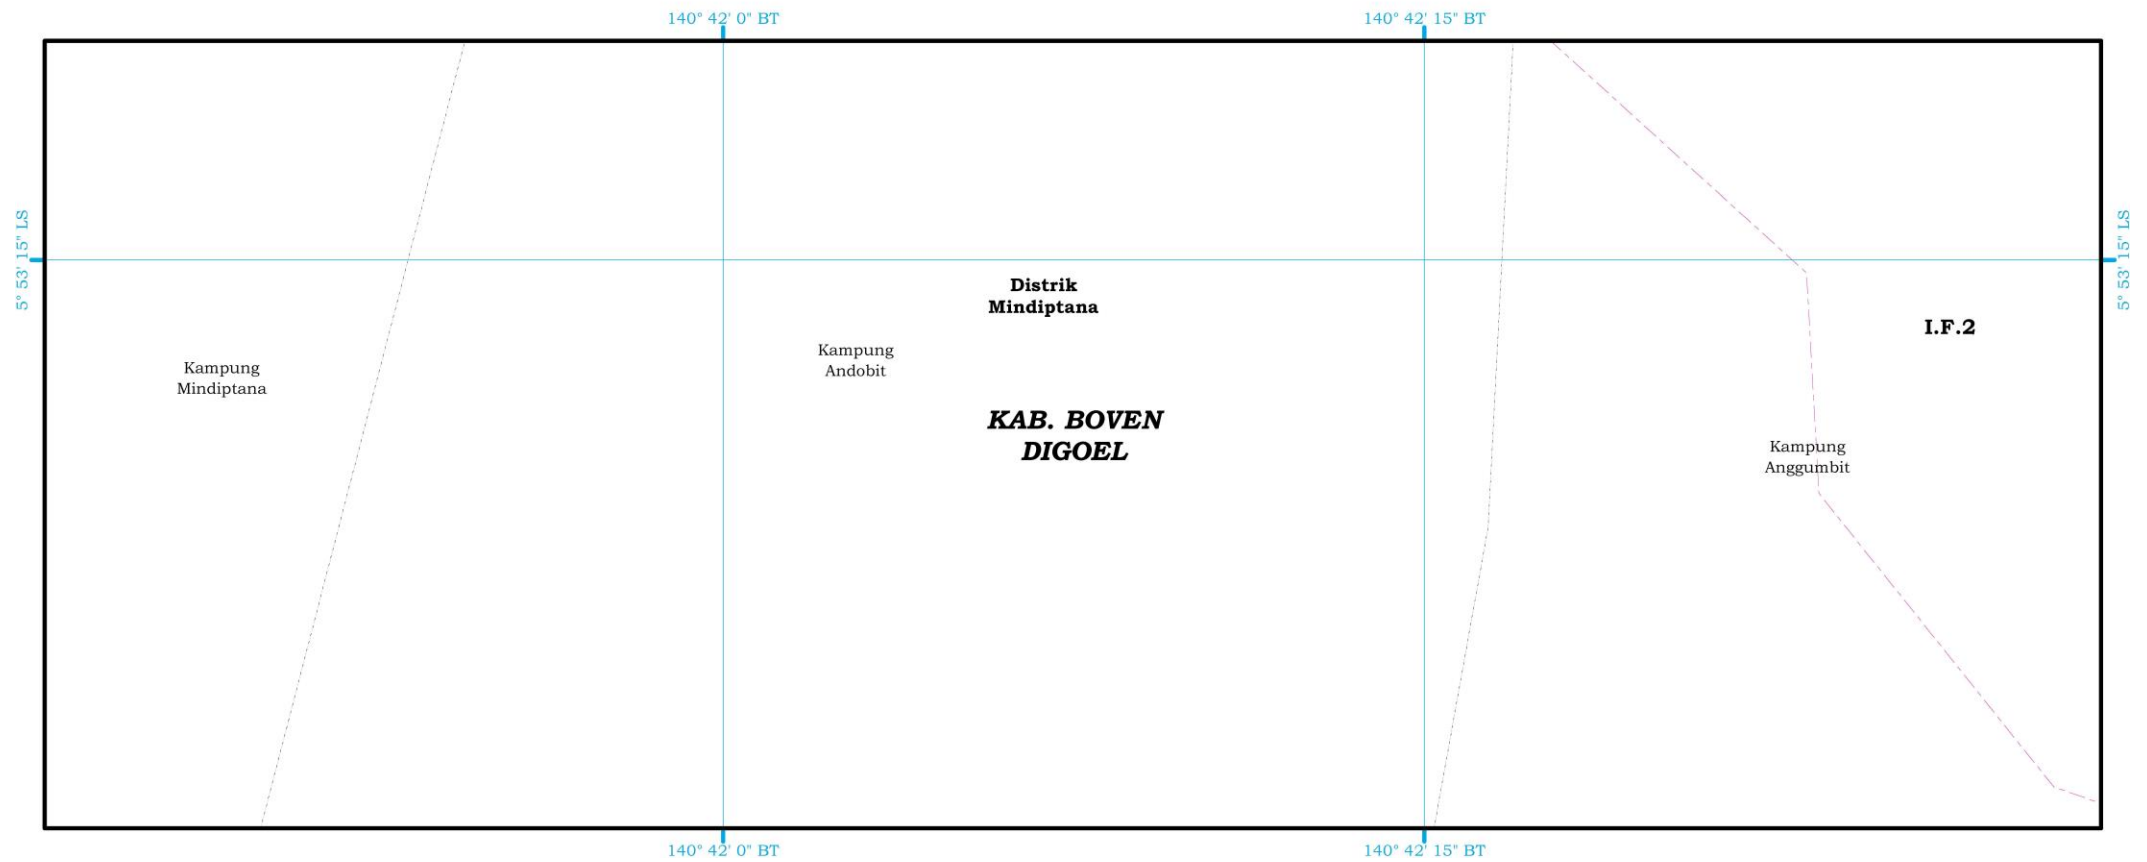 140° 42' 0" BT
140° 42' 15" BT
5° 53' 15" LS
5° 53' 15" LS
Distrik
Mindiptana
I.F.2
Kampung
Andobit
Kampung
Mindiptana
KAB. BOVEN
DIGOEL
Kampung
Anggumbit
140° 42' 0" BT
140° 42' 15" BT